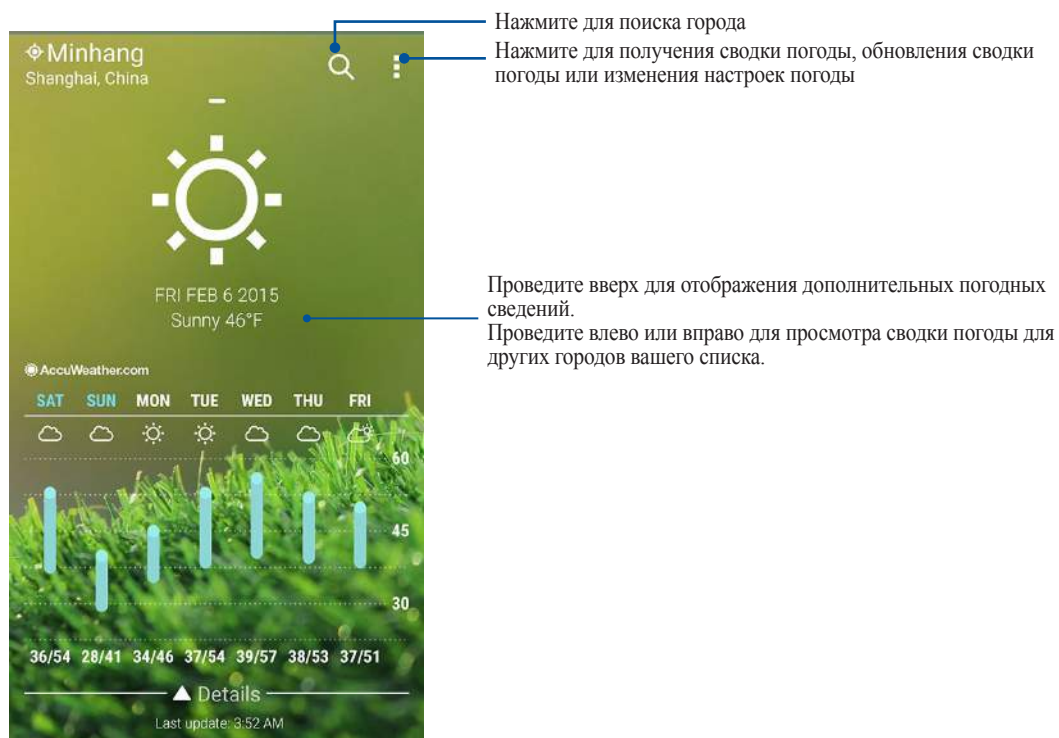 Нажмите для поиска города
Нажмите для получения сводки погоды, обновления сводки
погоды или изменения настроек погоды
Minhang
Shanghai, China
FRI FEB 6 2015
Sunny 46°F
Проведите вверх для отображения дополнительных погодных
сведений.
Проведите влево или вправо для просмотра сводки погоды для
других городов вашего списка.
AccuWeather.com
SAT SUN MON TUE WED THU FRI
60
45
30
36/54 28/41 34/46 37/54 39/57 38/53 37/51
Details
Last update: 3:52 AM